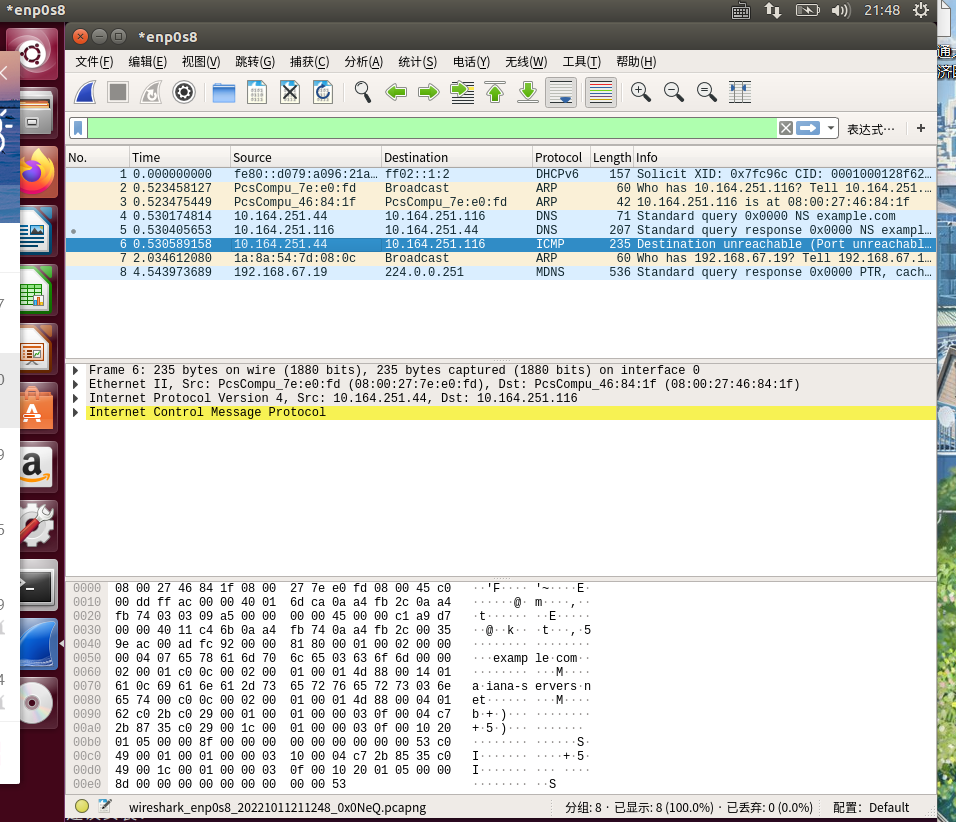 *enp0s8
21:48
*enp0s8
文件(F) 编辑(E) 视图(V) 跳转(G) 捕获(C) 分析(A) 统计(S) 电话(Y) 无线(W) 工具(T) 帮助(H)
表达式… +
No. Time Source Destination Protocol Length Info
1 0.000000000 fe80::d079:a096:21a… ff02::1:2 DHCPv6 157 Solicit XID: 0x7fc96c CID: 0001000128f62…
2 0.523458127 PcsCompu_7e:e0:fd Broadcast ARP 60 Who has 10.164.251.116? Tell 10.164.251…
3 0.523475449 PcsCompu_46:84:1f PcsCompu_7e:e0:fd ARP 42 10.164.251.116 is at 08:00:27:46:84:1f
4 0.530174814 10.164.251.44 10.164.251.116 DNS 71 Standard query 0x0000 NS example.com
5 0.530405653 10.164.251.116 10.164.251.44 DNS 207 Standard query response 0x0000 NS exampl…
6 0.530589158 10.164.251.44 10.164.251.116 ICMP 235 Destination unreachable (Port unreachabl…
7 2.034612080 1a:8a:54:7d:08:0c Broadcast ARP 60 Who has 192.168.67.19? Tell 192.168.67.1…
8 4.543973689 192.168.67.19 224.0.0.251 MDNS 536 Standard query response 0x0000 PTR, cach…
Frame 6: 235 bytes on wire (1880 bits), 235 bytes captured (1880 bits) on interface 0
Ethernet II, Src: PcsCompu_7e:e0:fd (08:00:27:7e:e0:fd), Dst: PcsCompu_46:84:1f (08:00:27:46:84:1f)
Internet Protocol Version 4, Src: 10.164.251.44, Dst: 10.164.251.116
Internet Control Message Protocol
0000 08 00 27 46 84 1f 08 00 27 7e e0 fd 08 00 45 c0 ··'F···· '~····E·
0010 00 dd ff ac 00 00 40 01 6d ca 0a a4 fb 2c 0a a4 ······@· m····,··
0020 fb 74 03 03 09 a5 00 00 00 00 45 00 00 c1 a9 d7 ·t······ ··E·····
0030 00 00 40 11 c4 6b 0a a4 fb 74 0a a4 fb 2c 00 35 ··@··k·· ·t···,·5
0040 9e ac 00 ad fc 92 00 00 81 80 00 01 00 02 00 00 ········ ········
0050 00 04 07 65 78 61 6d 70 6c 65 03 63 6f 6d 00 00 ···examp le·com··
0060 02 00 01 c0 0c 00 02 00 01 00 01 4d 88 00 14 01 ········ ···M····
0070 61 0c 69 61 6e 61 2d 73 65 72 76 65 72 73 03 6e a·iana-s ervers·n
0080 65 74 00 c0 0c 00 02 00 01 00 01 4d 88 00 04 01 et······ ···M····
0090 62 c0 2b c0 29 00 01 00 01 00 00 03 0f 00 04 c7 b·+·)··· ········
00a0 2b 87 35 c0 29 00 1c 00 01 00 00 03 0f 00 10 20 +·5·)··· ·······
00b0 01 05 00 00 8f 00 00 00 00 00 00 00 00 00 53 c0 ········ ······S·
00c0 49 00 01 00 01 00 00 03 10 00 04 c7 2b 85 35 c0 I······· ····+·5·
00d0 49 00 1c 00 01 00 00 03 0f 00 10 20 01 05 00 00 I······· ··· ····
00e0 8d 00 00 00 00 00 00 00 00 00 53 ········ ··S
wireshark_enp0s8_20221011211248_0x0NeQ.pcapng 分组: 8 · 已显示: 8 (100.0%) · 已丢弃: 0 (0.0%) 配置: Default